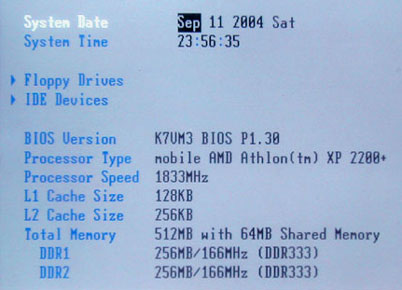 System Date Sep 11 2004 Sat
System Time 23:56:35
Floppy Drives
IDE Devices
BIOS Version K7VM3 BIOS P1.30
Processor Type mobile AMD Athlon(tm) XP 2200+
Processor Speed 1833MHz
L1 Cache Size 128KB
L2 Cache Size 256KB
Total Memory 512MB with 64MB Shared Memory
DDR1 256MB/166MHz (DDR333)
DDR2 256MB/166MHz (DDR333)